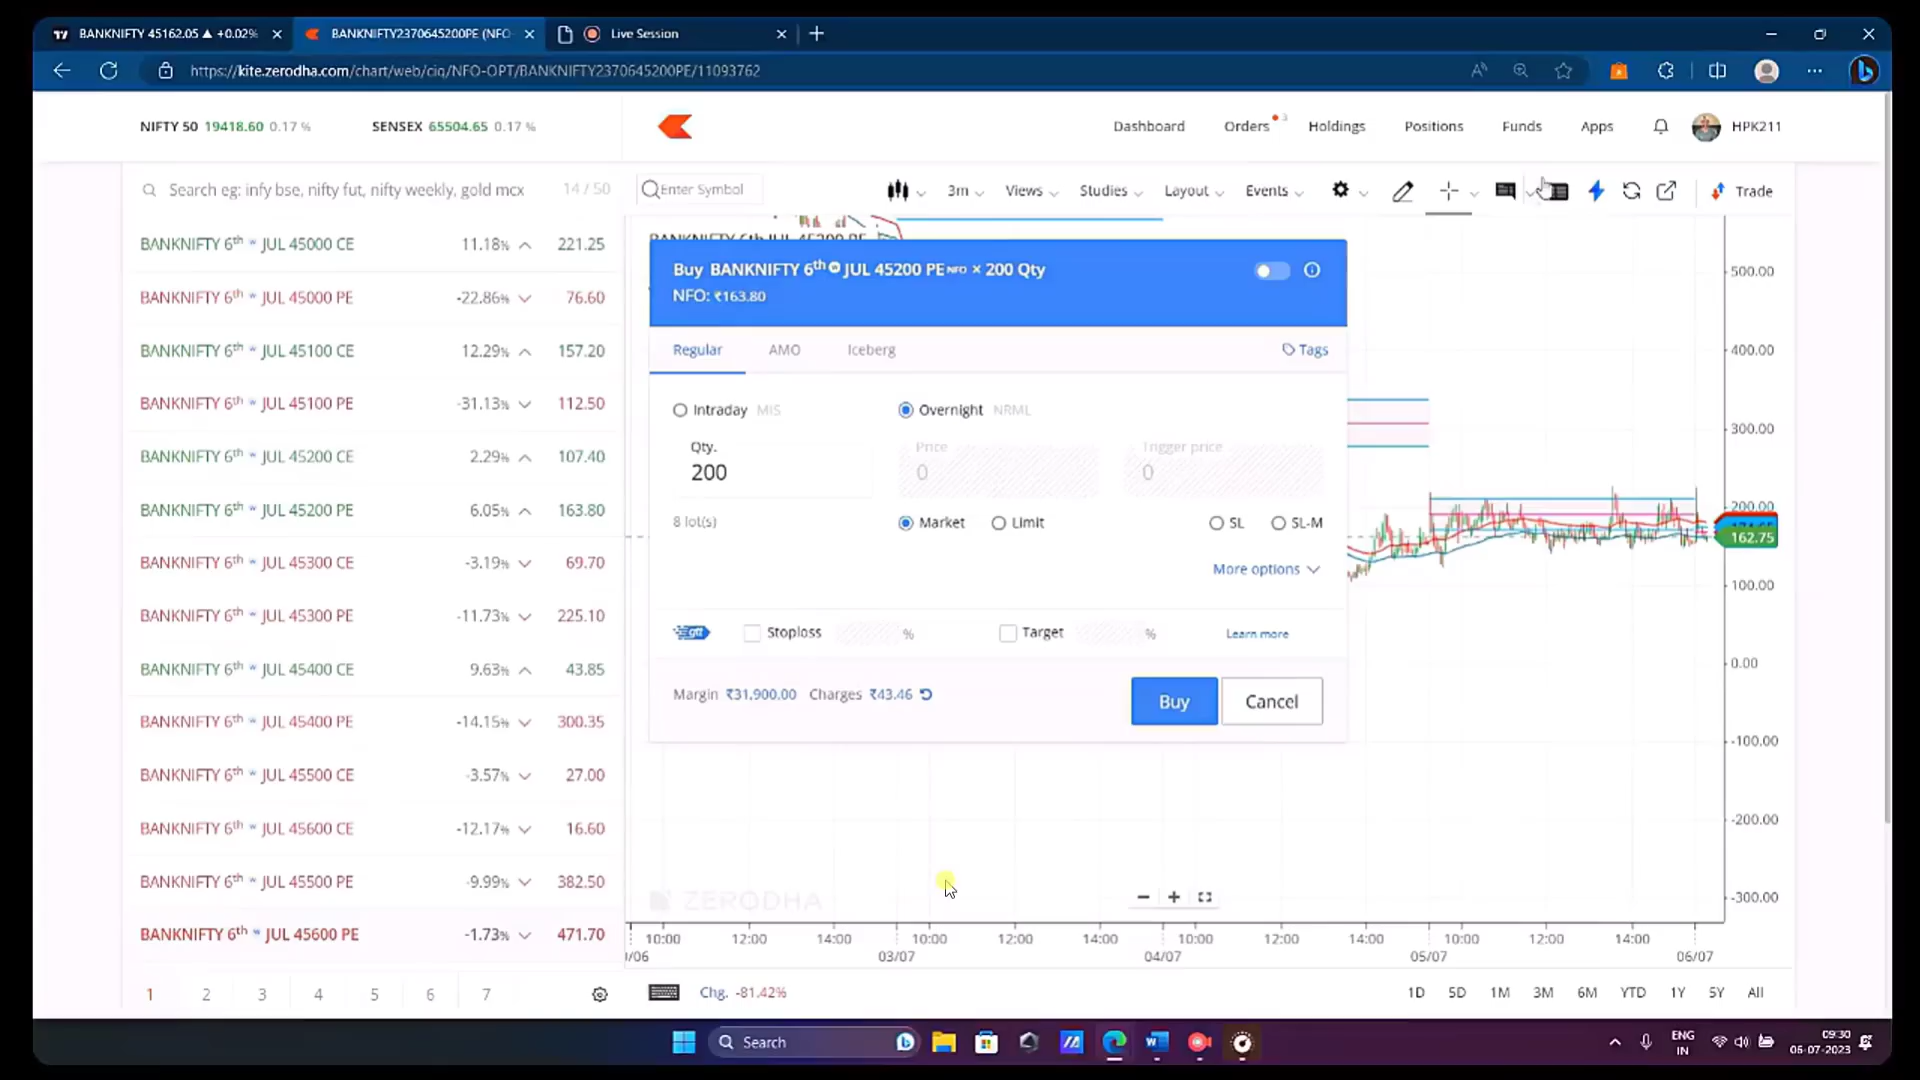 BANKNIFTY 45162.05 ▲ +0.02%
BANKNIFTY2370645200PE (NFO-
Live Session
https://kite.zerodha.com/chart/web/ciq/NFO-OPT/BANKNIFTY2370645200PE/11093762
NIFTY 50 19418.60 0.17 %
SENSEX 65504.65 0.17 %
Dashboard
Orders 3
Holdings
Positions
Funds
Apps
HPK211
Search eg: infy bse, nifty fut, nifty weekly, gold mcx
14 / 50
Enter Symbol
3m
Views
Studies
Layout
Events
Trade
BANKNIFTY 6th w JUL 45000 CE 11.18% 221.25
BANKNIFTY 6th w JUL 45000 PE -22.86% 76.60
BANKNIFTY 6th w JUL 45100 CE 12.29% 157.20
BANKNIFTY 6th w JUL 45100 PE -31.13% 112.50
BANKNIFTY 6th w JUL 45200 CE 2.29% 107.40
BANKNIFTY 6th w JUL 45200 PE 6.05% 163.80
BANKNIFTY 6th w JUL 45300 CE -3.19% 69.70
BANKNIFTY 6th w JUL 45300 PE -11.73% 225.10
BANKNIFTY 6th w JUL 45400 CE 9.63% 43.85
BANKNIFTY 6th w JUL 45400 PE -14.15% 300.35
BANKNIFTY 6th w JUL 45500 CE -3.57% 27.00
BANKNIFTY 6th w JUL 45600 CE -12.17% 16.60
BANKNIFTY 6th w JUL 45500 PE -9.99% 382.50
BANKNIFTY 6th w JUL 45600 PE -1.73% 471.70
1 2 3 4 5 6 7
BANKNIFTY 6th JUL 45200 PE
Buy BANKNIFTY 6th w JUL 45200 PE NFO × 200 Qty
NFO: ₹163.80
Regular
AMO
Iceberg
Tags
Intraday MIS
Overnight NRML
Qty.
200
Price
0
Trigger price
0
8 lot(s)
Market
Limit
SL
SL-M
More options
gtt
Stoploss %
Target %
Learn more
Margin ₹31,900.00 Charges ₹43.46
Buy
Cancel
500.00
400.00
300.00
200.00
162.75
100.00
0.00
-100.00
-200.00
-300.00
ZERODHA
10:00 12:00 14:00 10:00 12:00 14:00 10:00 12:00 14:00 10:00 12:00 14:00
/06 03/07 04/07 05/07 06/07
Chg. -81.42%
1D 5D 1M 3M 6M YTD 1Y 5Y All
Search
ENG
IN
09:30
06-07-2023